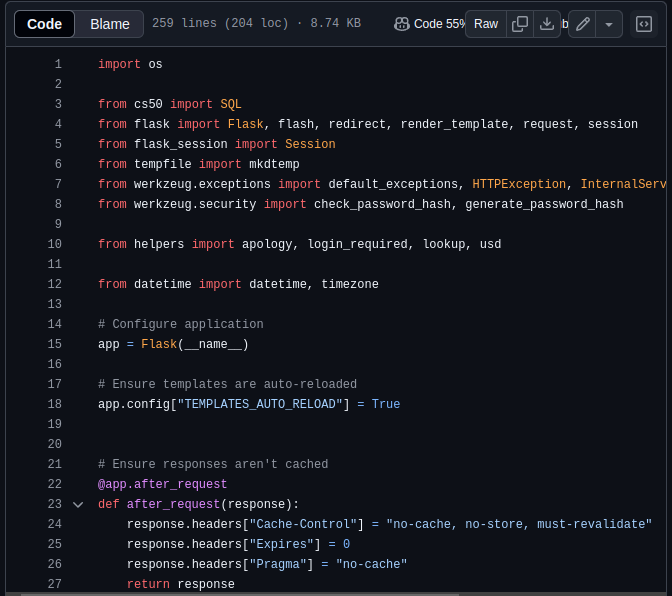 Code Blame 259 lines (204 loc) · 8.74 KB Code 55% Raw
1 import os
2
3 from cs50 import SQL
4 from flask import Flask, flash, redirect, render_template, request, session
5 from flask_session import Session
6 from tempfile import mkdtemp
7 from werkzeug.exceptions import default_exceptions, HTTPException, InternalServ
8 from werkzeug.security import check_password_hash, generate_password_hash
9
10 from helpers import apology, login_required, lookup, usd
11
12 from datetime import datetime, timezone
13
14 # Configure application
15 app = Flask(__name__)
16
17 # Ensure templates are auto-reloaded
18 app.config["TEMPLATES_AUTO_RELOAD"] = True
19
20
21 # Ensure responses aren't cached
22 @app.after_request
23 def after_request(response):
24     response.headers["Cache-Control"] = "no-cache, no-store, must-revalidate"
25     response.headers["Expires"] = 0
26     response.headers["Pragma"] = "no-cache"
27     return response